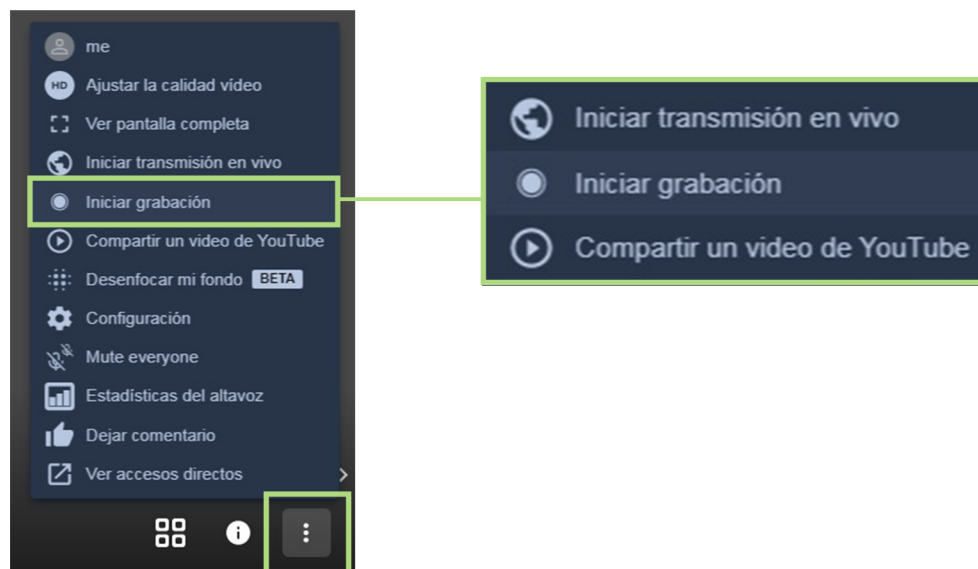 me
HD
Ajustar la calidad vídeo
Ver pantalla completa
Iniciar transmisión en vivo
Iniciar grabación
Compartir un video de YouTube
Desenfocar mi fondo BETA
Configuración
Mute everyone
Estadísticas del altavoz
Dejar comentario
Ver accesos directos
Iniciar transmisión en vivo
Iniciar grabación
Compartir un video de YouTube